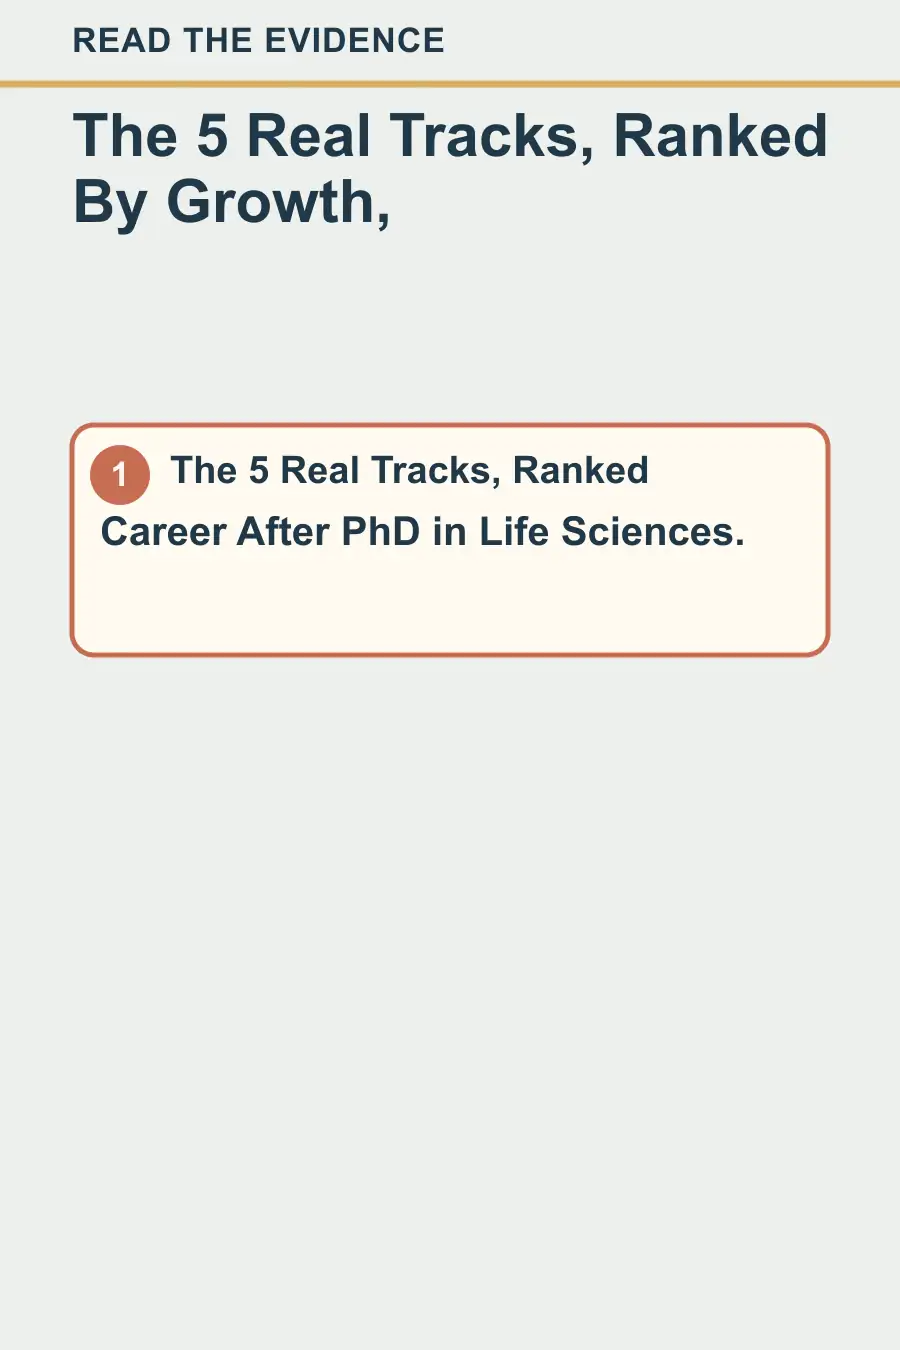 READ THE EVIDENCE
The 5 Real Tracks, Ranked
By Growth,
1 The 5 Real Tracks, Ranked
Career After PhD in Life Sciences.